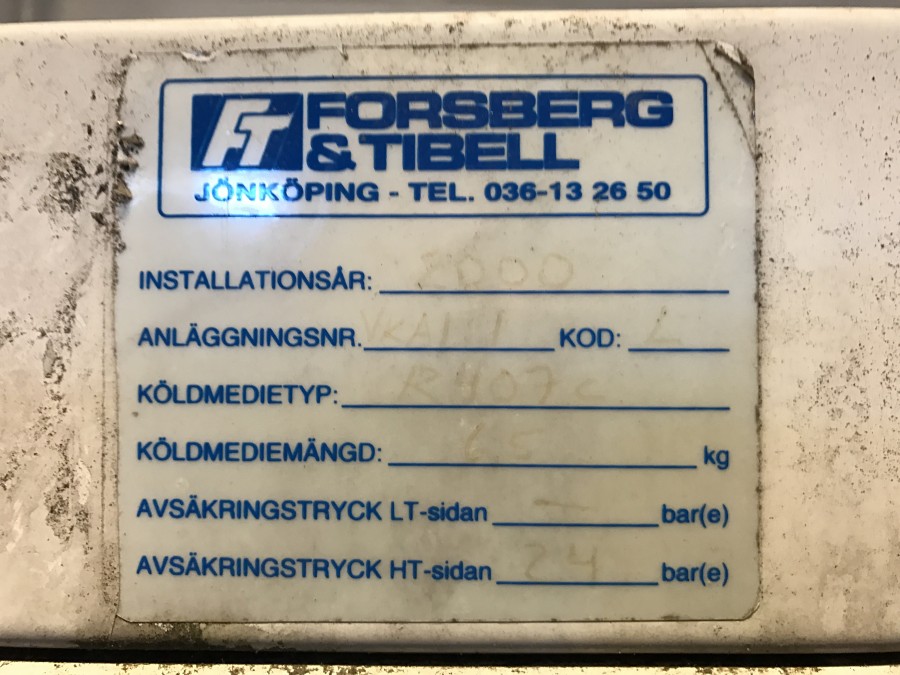 FT FORSBERG
& TIBELL
JÖNKÖPING - TEL. 036-13 26 50
INSTALLATIONSÅR: 2000
ANLÄGGNINGSNR. KOD: L
KÖLDMEDIETYP: R407c
KÖLDMEDIEMÄNGD: kg
AVSÄKRINGSTRYCK LT-sidan — bar(e)
AVSÄKRINGSTRYCK HT-sidan 24 bar(e)